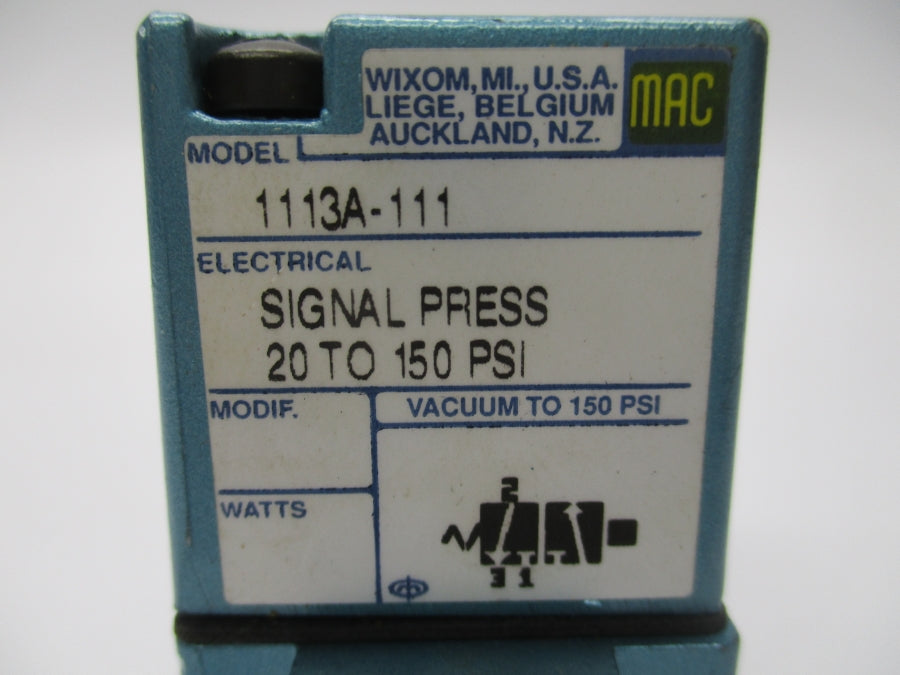 WIXOM, MI., U.S.A.
LIEGE, BELGIUM
AUCKLAND, N.Z.
MAC
MODEL
1113A-111
ELECTRICAL
SIGNAL PRESS
20 TO 150 PSI
MODIF.
VACUUM TO 150 PSI
WATTS
2
3 1